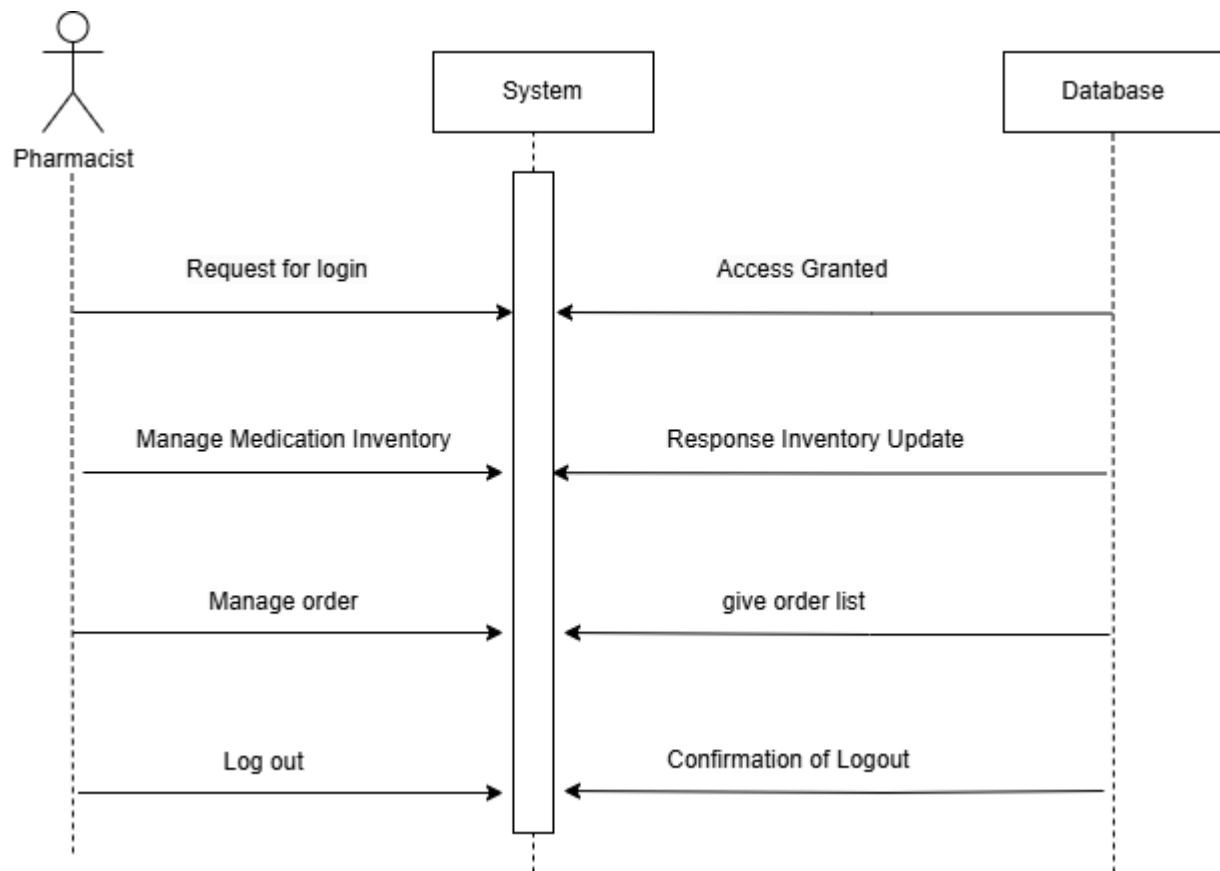 System
Database
Pharmacist
Request for login
Access Granted
Manage Medication Inventory
Response Inventory Update
Manage order
give order list
Log out
Confirmation of Logout